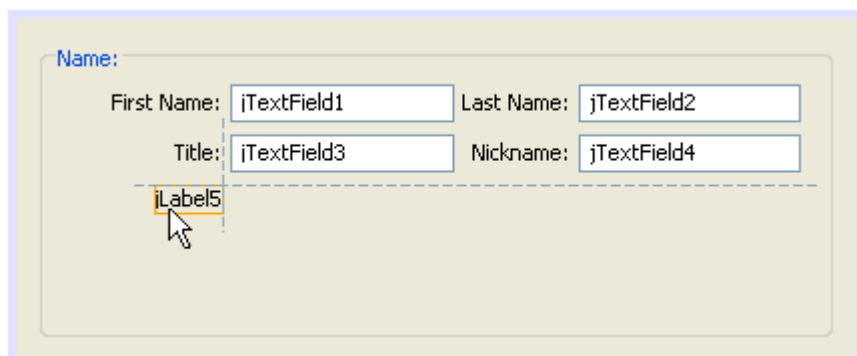 Name:
First Name: jTextField1 Last Name: jTextField2
Title: jTextField3 Nickname: jTextField4
jLabel5